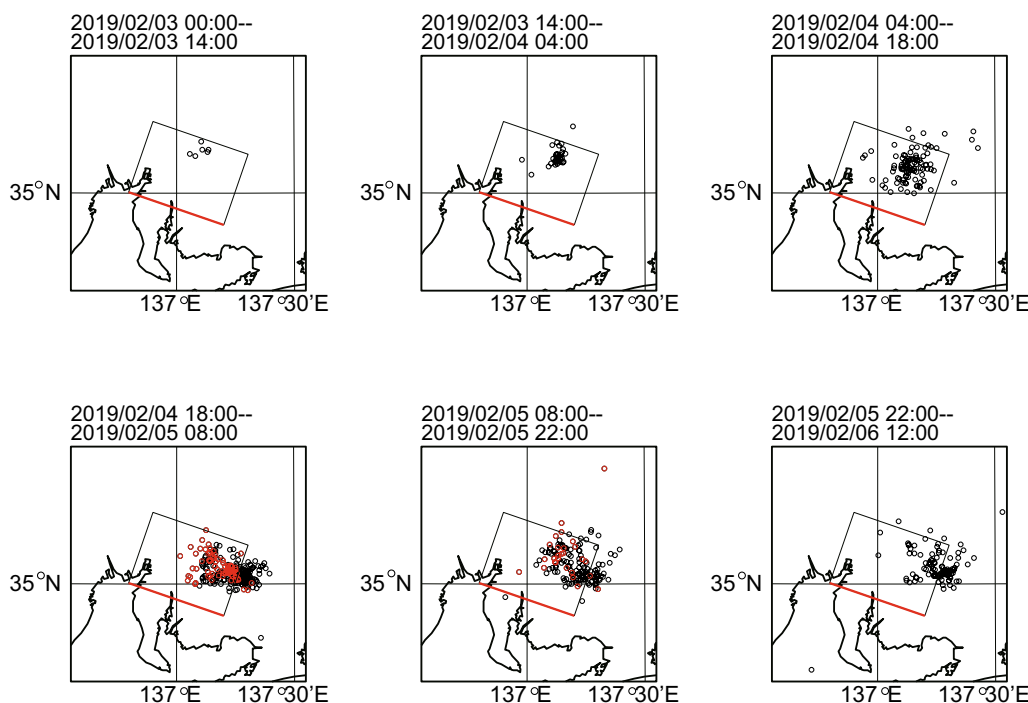 2019/02/03 00:00--
2019/02/03 14:00
2019/02/03 14:00--
2019/02/04 04:00
2019/02/04 04:00--
2019/02/04 18:00
35°N
35°N
35°N
137°E
137°30'E
137°E
137°30'E
137°E
137°30'E
2019/02/04 18:00--
2019/02/05 08:00
2019/02/05 08:00--
2019/02/05 22:00
2019/02/05 22:00--
2019/02/06 12:00
35°N
35°N
35°N
137°E
137°30'E
137°E
137°30'E
137°E
137°30'E